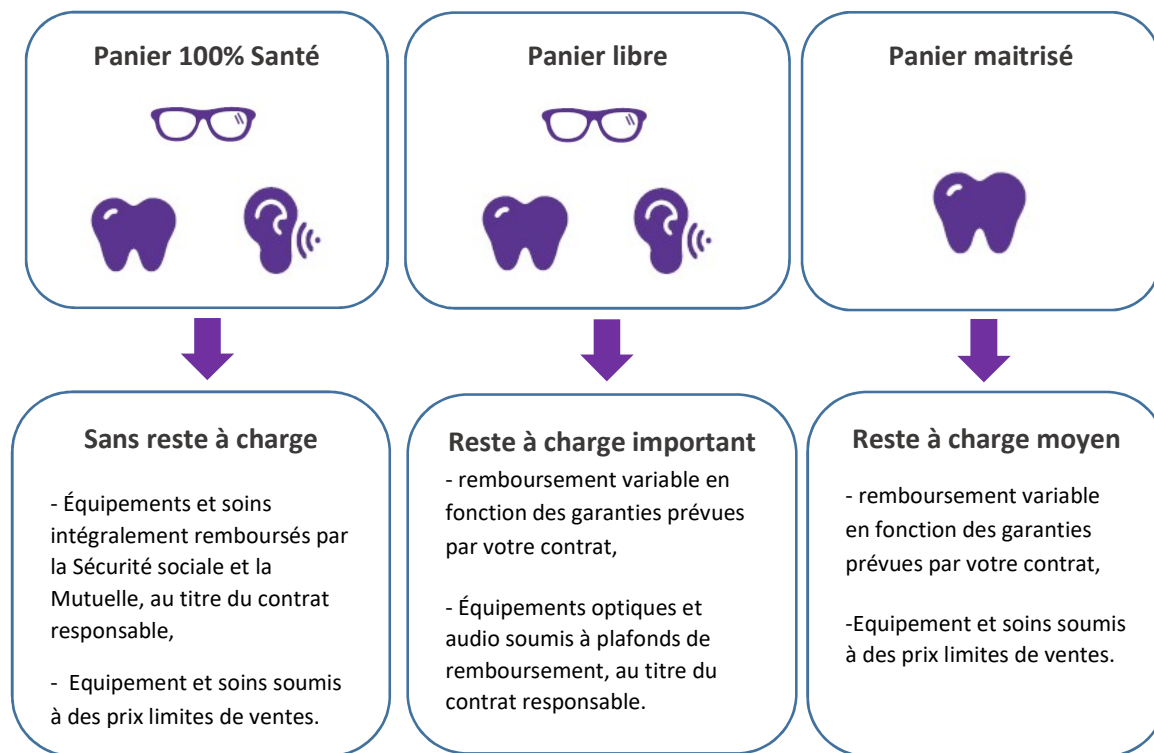 Panier 100% Santé
Panier libre
Panier maitrisé
Sans reste à charge
- Équipements et soins
intégralement remboursés par
la Sécurité sociale et la
Mutuelle, au titre du contrat
responsable,
- Equipement et soins soumis
à des prix limites de ventes.
Reste à charge important
- remboursement variable en
fonction des garanties prévues
par votre contrat,
- Équipements optiques et
audio soumis à plafonds de
remboursement, au titre du
contrat responsable.
Reste à charge moyen
- remboursement variable
en fonction des garanties
prévues par votre contrat,
-Equipement et soins soumis
à des prix limites de ventes.